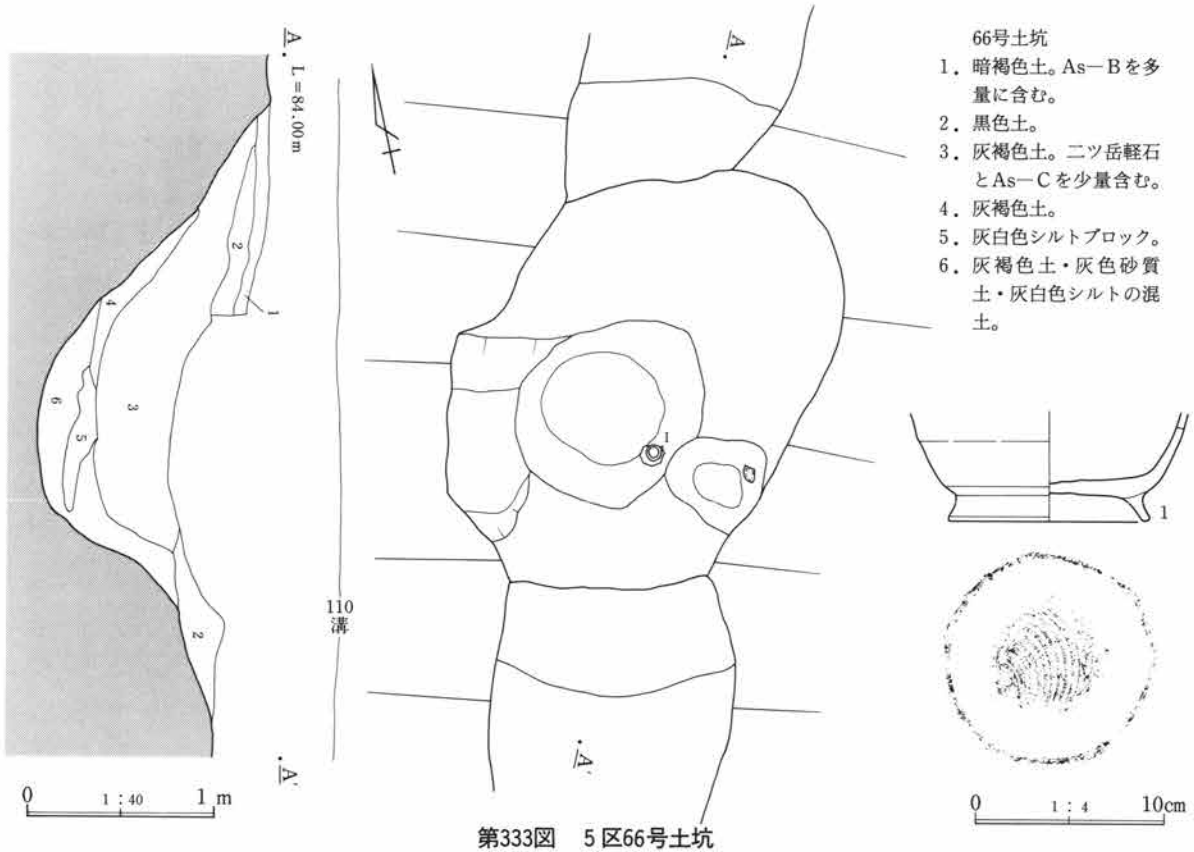 A
L=84.00m
2
1
4
3
6
5
2
A'
0 1:40 1m
110
溝
A
1
A'
66号土坑
1. 暗褐色土。As—Bを多
量に含む。
2. 黒色土。
3. 灰褐色土。二ツ岳軽石
とAs—Cを少量含む。
4. 灰褐色土。
5. 灰白色シルトブロック。
6. 灰褐色土・灰色砂質
土・灰白色シルトの混
土。
1
0 1:4 10cm
第333図 5区66号土坑